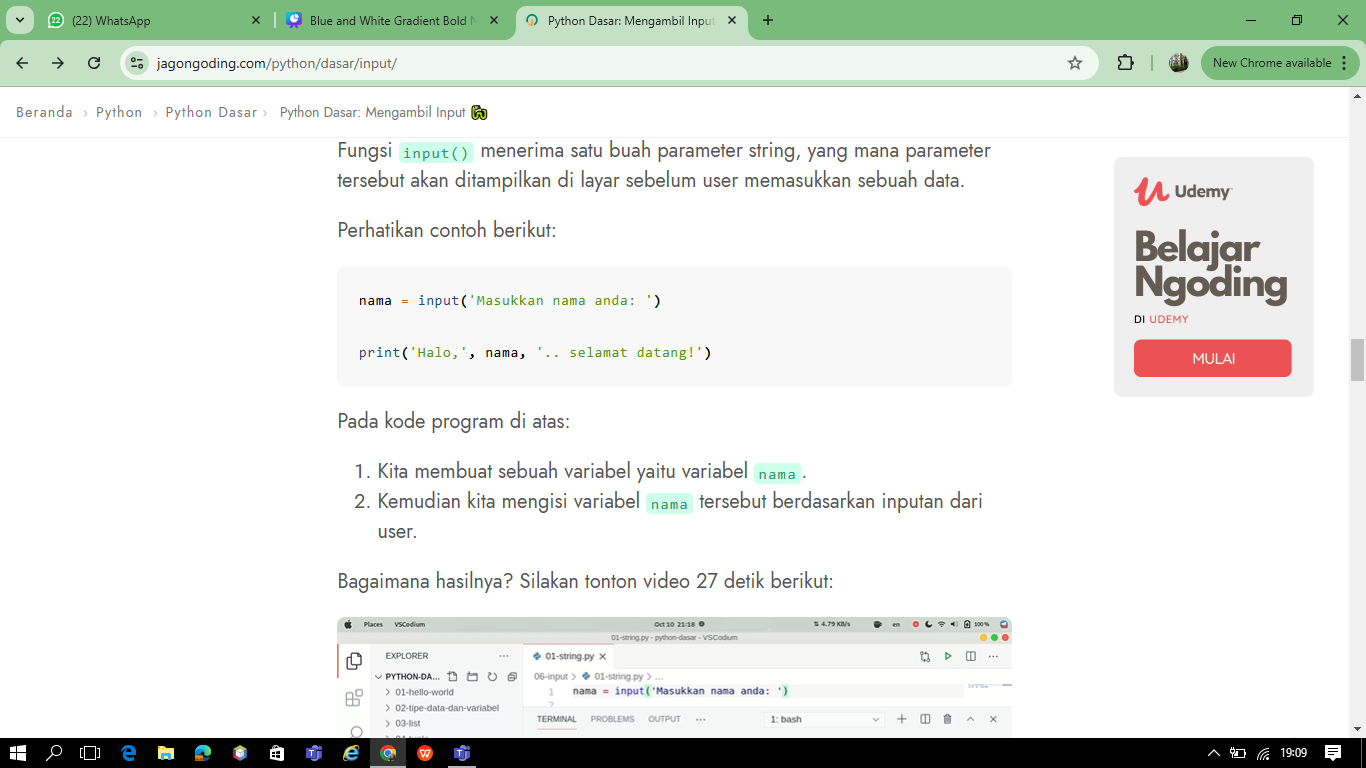 (22) WhatsApp
Blue and White Gradient Bold N
Python Dasar: Mengambil Input
jagongoding.com/python/dasar/input/
New Chrome available
Beranda › Python › Python Dasar › Python Dasar: Mengambil Input
Fungsi input() menerima satu buah parameter string, yang mana parameter
tersebut akan ditampilkan di layar sebelum user memasukkan sebuah data.
Perhatikan contoh berikut:
nama = input('Masukkan nama anda: ')
print('Halo,', nama, '.. selamat datang!')
Pada kode program di atas:
1. Kita membuat sebuah variabel yaitu variabel nama.
2. Kemudian kita mengisi variabel nama tersebut berdasarkan inputan dari
user.
Bagaimana hasilnya? Silakan tonton video 27 detik berikut:
Udemy
Belajar
Ngoding
DI UDEMY
MULAI
Places VSCodium Oct 10 21:18 4.79 KB/s en 100%
01-string.py - python-dasar - VSCodium
EXPLORER ··· 01-string.py
PYTHON-DA... 06-input > 01-string.py > ...
01-hello-world 1 nama = input('Masukkan nama anda: ')
02-tipe-data-dan-variabel 2
03-list TERMINAL PROBLEMS OUTPUT ··· 1: bash
19:09